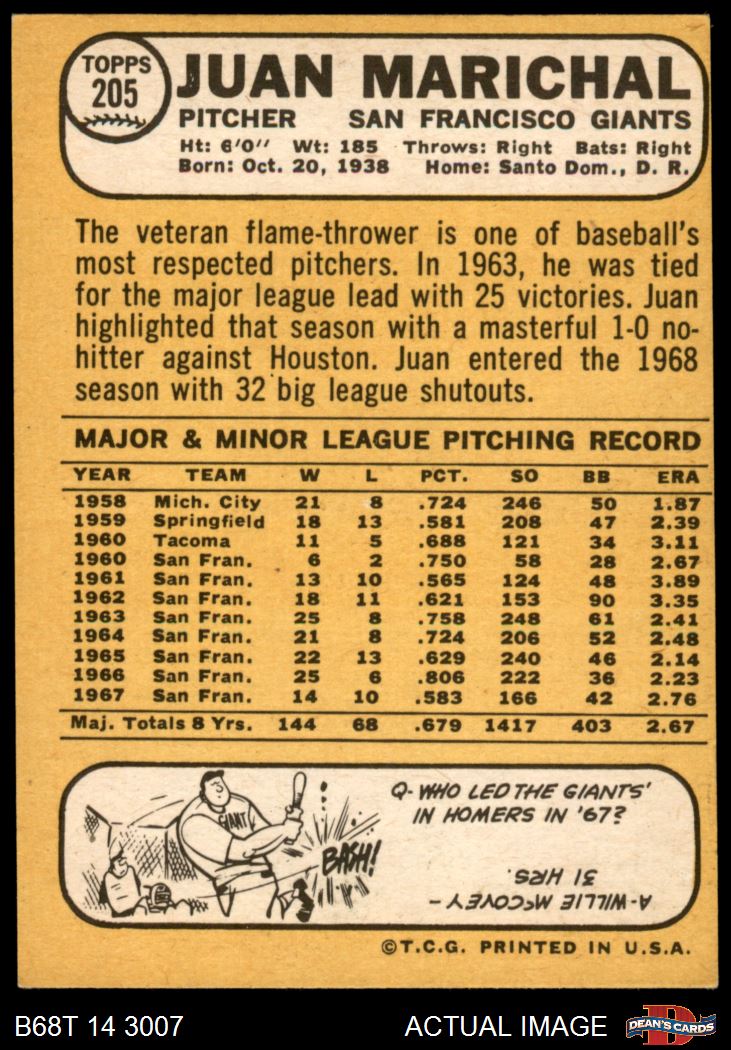 TOPPS
205
JUAN MARICHAL
PITCHER SAN FRANCISCO GIANTS
Ht: 6'0" Wt: 185 Throws: Right Bats: Right
Born: Oct. 20, 1938 Home: Santo Dom., D. R.
The veteran flame-thrower is one of baseball's
most respected pitchers. In 1963, he was tied
for the major league lead with 25 victories. Juan
highlighted that season with a masterful 1-0 no-
hitter against Houston. Juan entered the 1968
season with 32 big league shutouts.
MAJOR & MINOR LEAGUE PITCHING RECORD
YEAR TEAM W L PCT. SO BB ERA
1958 Mich. City 21 8 .724 246 50 1.87
1959 Springfield 18 13 .581 208 47 2.39
1960 Tacoma 11 5 .688 121 34 3.11
1960 San Fran. 6 2 .750 58 28 2.67
1961 San Fran. 13 10 .565 124 48 3.89
1962 San Fran. 18 11 .621 153 90 3.35
1963 San Fran. 25 8 .758 248 61 2.41
1964 San Fran. 21 8 .724 206 52 2.48
1965 San Fran. 22 13 .629 240 46 2.14
1966 San Fran. 25 6 .806 222 36 2.23
1967 San Fran. 14 10 .583 166 42 2.76
Maj. Totals 8 Yrs. 144 68 .679 1417 403 2.67
GIANT
BASH!
Q- WHO LED THE GIANTS'
IN HOMERS IN '67?
A-WILLIE McCOVEY-
31 HRS.
©T.C.G. PRINTED IN U.S.A.
B68T 14 3007 ACTUAL IMAGE
D
DEAN'S CARDS